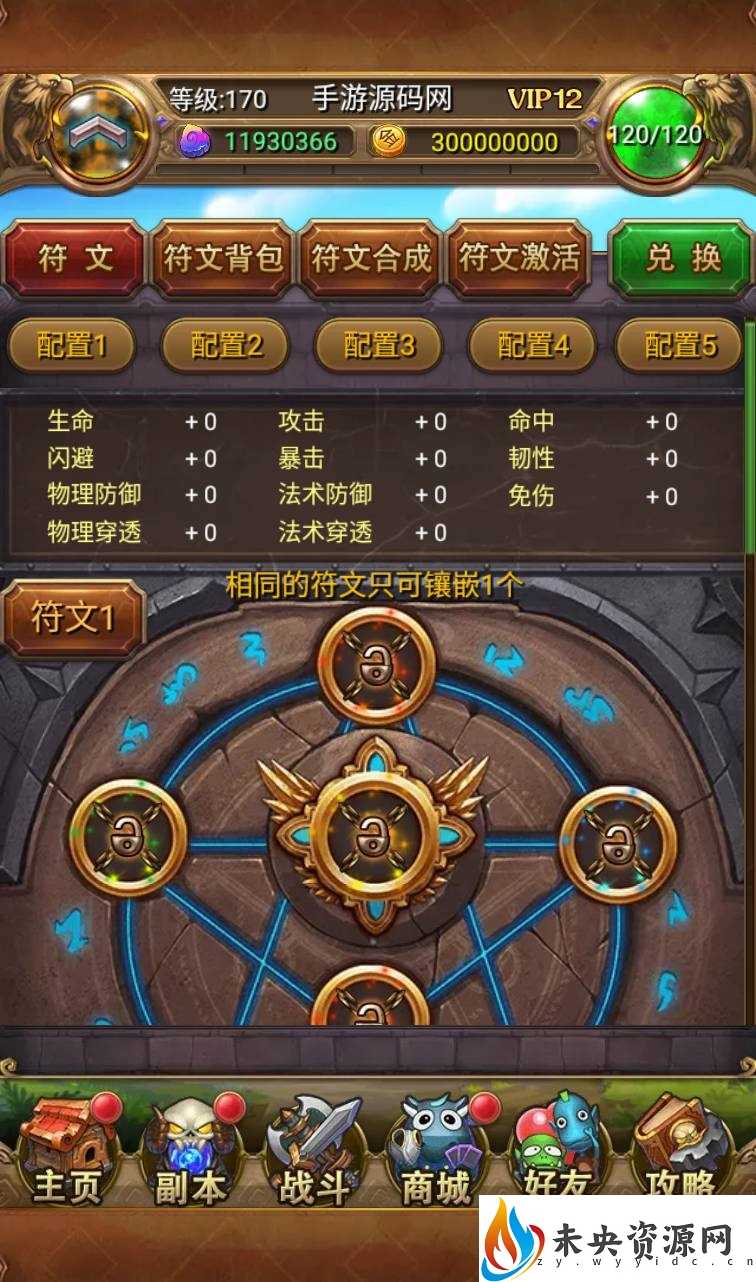 等级:170 手游源码网 VIP12
11930366 300000000 120/120
符文 符文背包 符文合成 符文激活 兑换
配置1 配置2 配置3 配置4 配置5
生命 +0 攻击 +0 命中 +0
闪避 +0 暴击 +0 韧性 +0
物理防御 +0 法术防御 +0 免伤 +0
物理穿透 +0 法术穿透 +0
相同的符文只可镶嵌1个
符文1
主页 副本 战斗 商城 好友 攻略
未央资源网
zy.wyyidc.cn